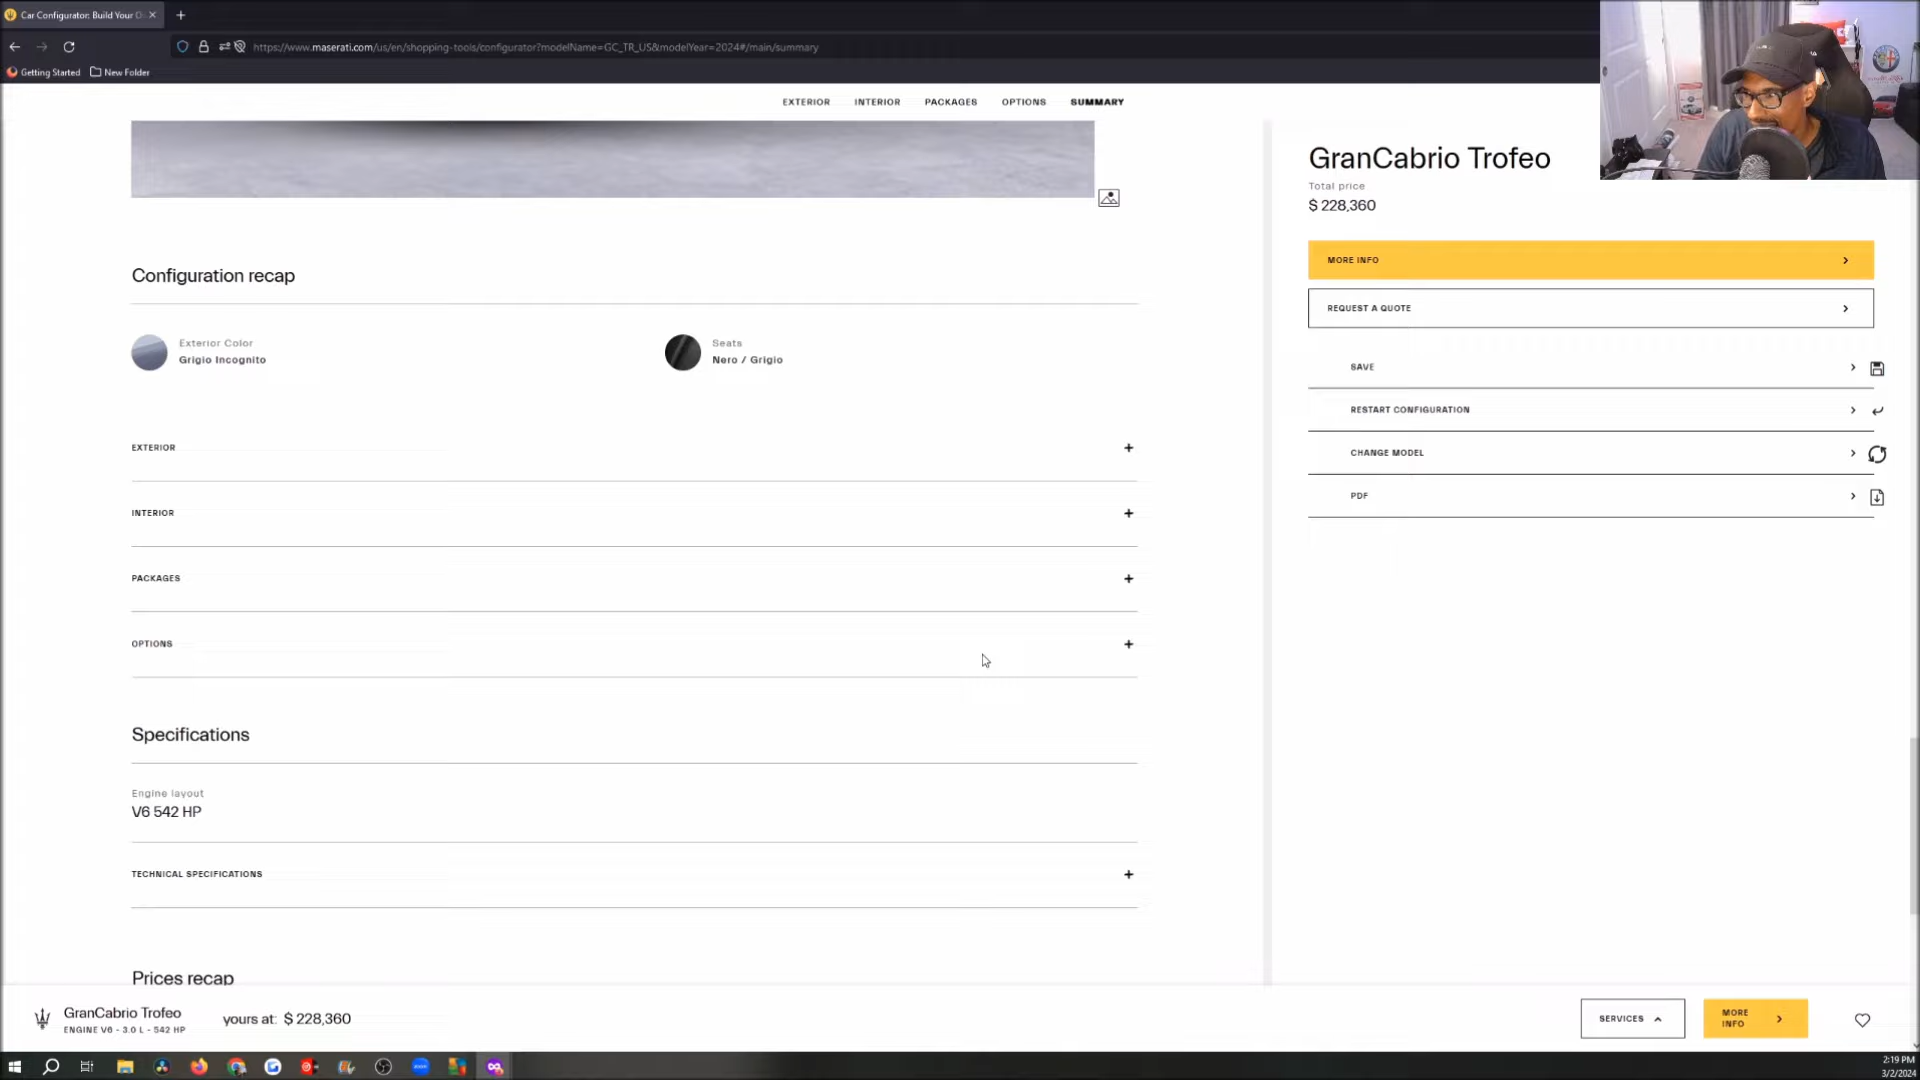 Car Configurator: Build Your O
https://www.maserati.com/us/en/shopping-tools/configurator?modelName=GC_TR_US&modelYear=2024#/main/summary
Getting Started
New Folder
EXTERIOR
INTERIOR
PACKAGES
OPTIONS
SUMMARY
GranCabrio Trofeo
Total price
$ 228,360
MORE INFO
REQUEST A QUOTE
SAVE
RESTART CONFIGURATION
CHANGE MODEL
PDF
Configuration recap
Exterior Color
Grigio Incognito
Seats
Nero / Grigio
EXTERIOR
INTERIOR
PACKAGES
OPTIONS
Specifications
Engine layout
V6 542 HP
TECHNICAL SPECIFICATIONS
Prices recap
GranCabrio Trofeo
ENGINE V6 - 3.0 L - 542 HP
yours at: $ 228,360
SERVICES
MORE
INFO
2:19 PM
3/2/2024